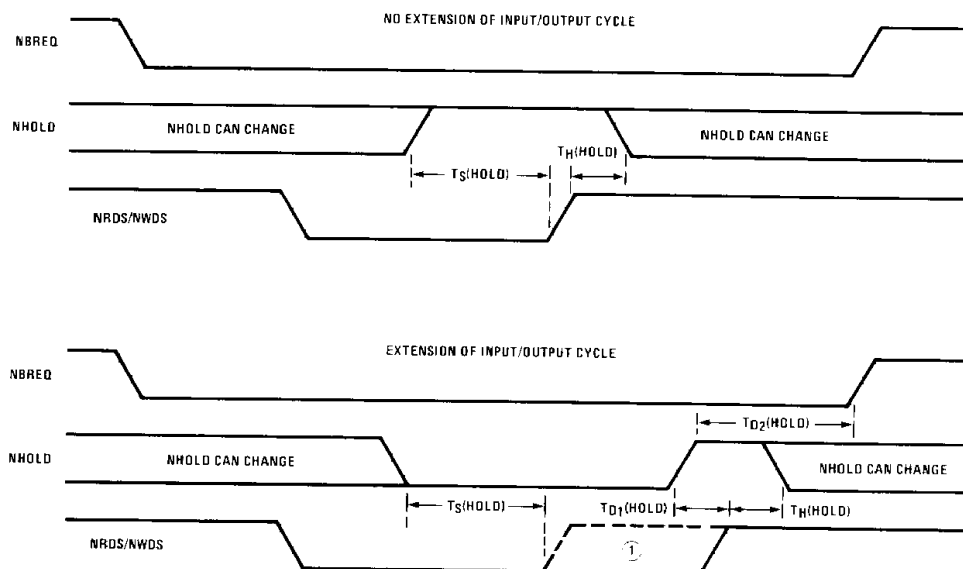 NO EXTENSION OF INPUT/OUTPUT CYCLE
NBREQ
NHOLD
NHOLD CAN CHANGE
NHOLD CAN CHANGE
TH(HOLD)
TS(HOLD)
NRDS/NWDS
EXTENSION OF INPUT/OUTPUT CYCLE
NBREQ
TD2(HOLD)
NHOLD
NHOLD CAN CHANGE
NHOLD CAN CHANGE
TS(HOLD)
TD1(HOLD)
TH(HOLD)
NRDS/NWDS
1